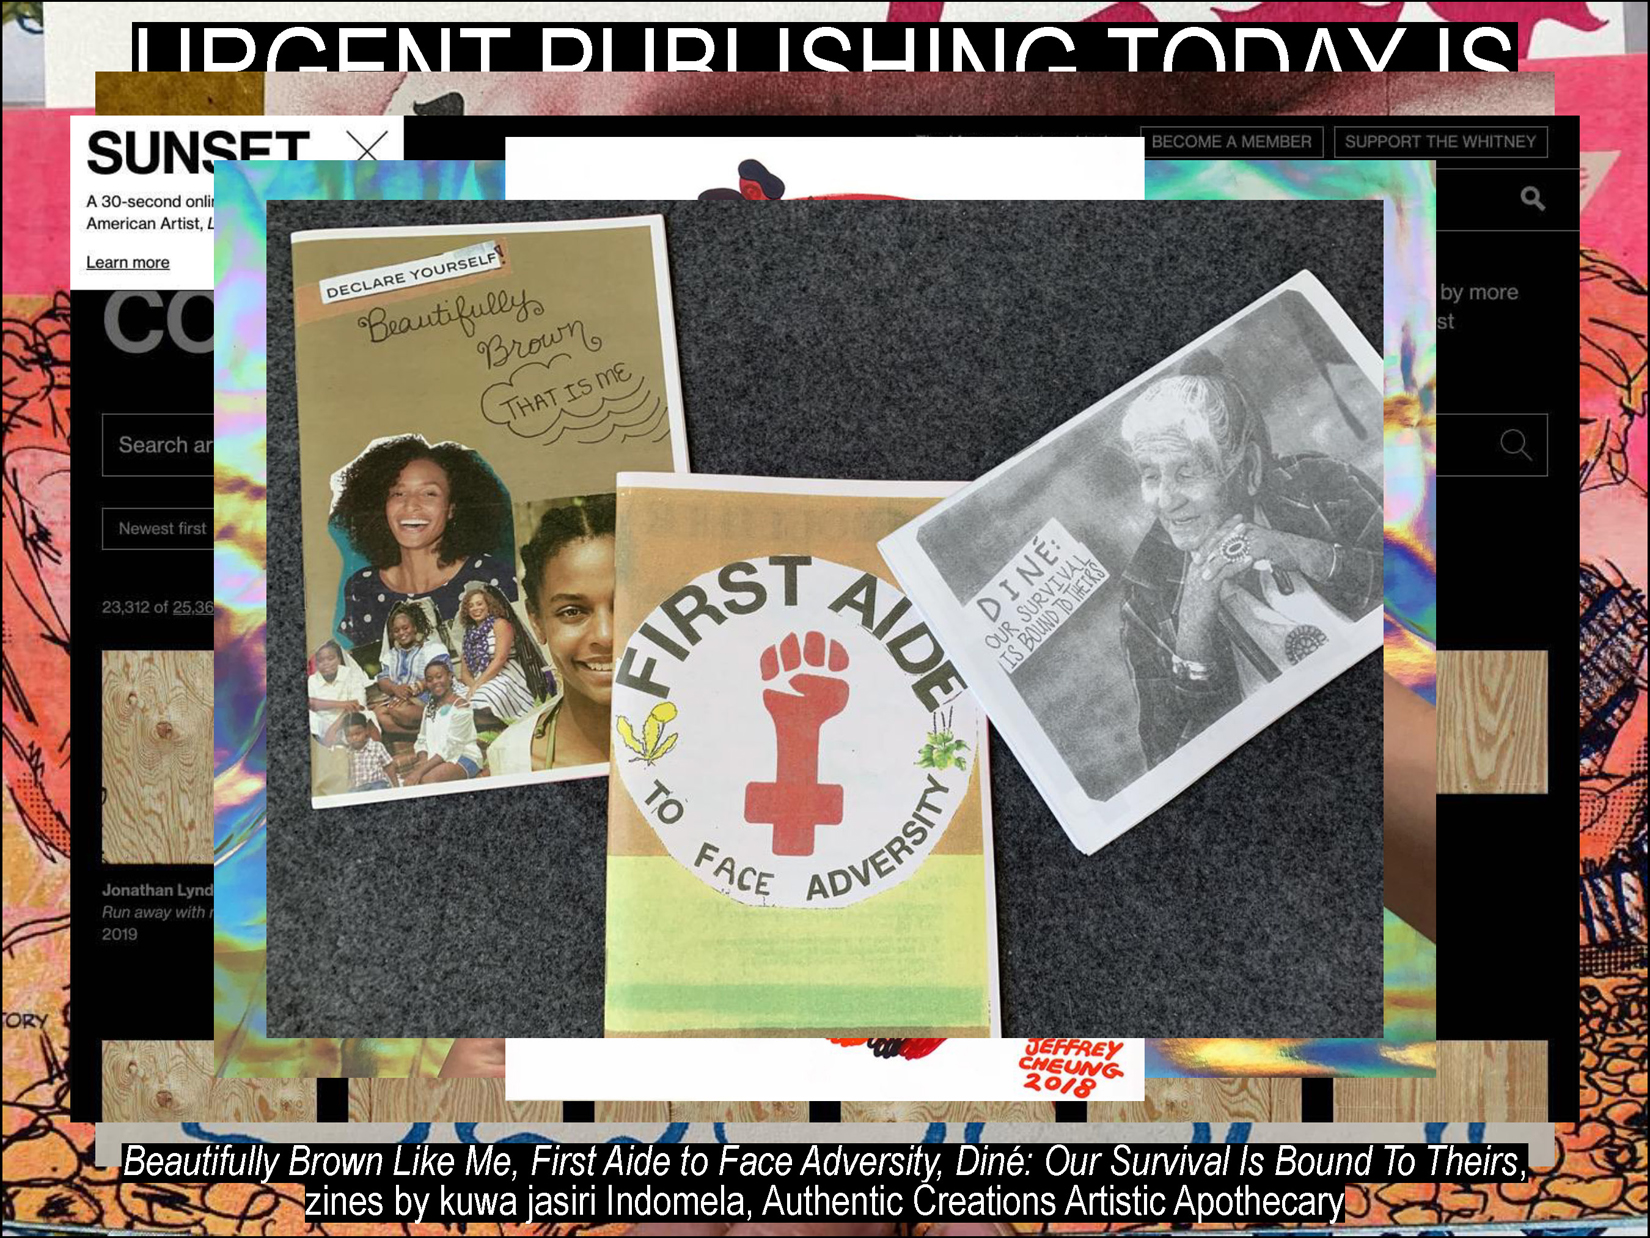 URGENT PUBLISHING TODAY IS
SUNSET
A 30-second onli
American Artist, L
Learn more
BECOME A MEMBER
SUPPORT THE WHITNEY
by more
st
CO
Search ar
Newest first
23,312 of 25,36
Jonathan Lynd
Run away with
2019
TORY
DECLARE YOURSELF!
Beautifully
Brown
THAT IS ME
FIRST AIDE
TO FACE ADVERSITY
DINÉ:
OUR SURVIVAL
IS BOUND TO THEIRS
JEFFREY
CHEUNG
2018
Beautifully Brown Like Me, First Aide to Face Adversity, Diné: Our Survival Is Bound To Theirs,
zines by kuwa jasiri Indomela, Authentic Creations Artistic Apothecary